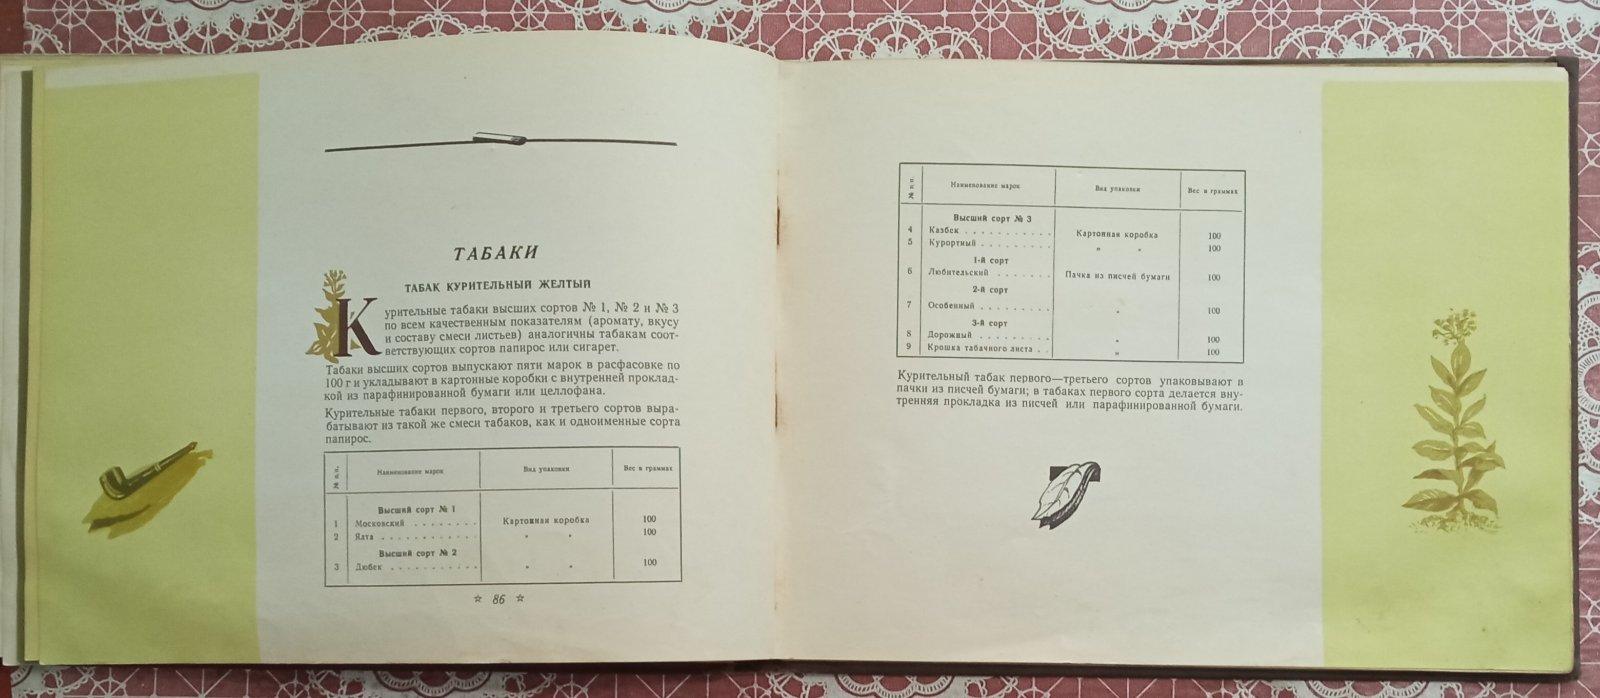 ТАБАКИ
ТАБАК КУРИТЕЛЬНЫЙ ЖЕЛТЫЙ
Курительные табаки высших сортов № 1, № 2 и № 3
по всем качественным показателям (аромату, вкусу
и составу смеси листьев) аналогичны табакам соот-
ветствующих сортов папирос или сигарет.
Табаки высших сортов выпускают пяти марок в расфасовке по
100 г и укладывают в картонные коробки с внутренней проклад-
кой из парафинированной бумаги или целлофана.
Курительные табаки первого, второго и третьего сортов выра-
батывают из такой же смеси табаков, как и одноименные сорта
папирос.
№ п.п. Наименование марок Вид упаковки Вес в граммах
Высший сорт № 1
1 Московский . . . . . . . . Картонная коробка 100
2 Ялта . . . . . . . . . . . . " " 100
Высший сорт № 2
3 Дюбек . . . . . . . . . . . " " 100
☆ 86 ☆
№ п.п. Наименование марок Вид упаковки Вес в граммах
Высший сорт № 3
4 Казбек . . . . . . . . . . . Картонная коробка 100
5 Курортный . . . . . . . . . " " 100
1-й сорт
6 Любительский . . . . . . . Пачка из писчей бумаги 100
2-й сорт
7 Особенный . . . . . . . . . " 100
3-й сорт
8 Дорожный . . . . . . . . . " 100
9 Крошка табачного листа . . " 100
Курительный табак первого—третьего сортов упаковывают в
пачки из писчей бумаги; в табаках первого сорта делается вну-
тренняя прокладка из писчей или парафинированной бумаги.